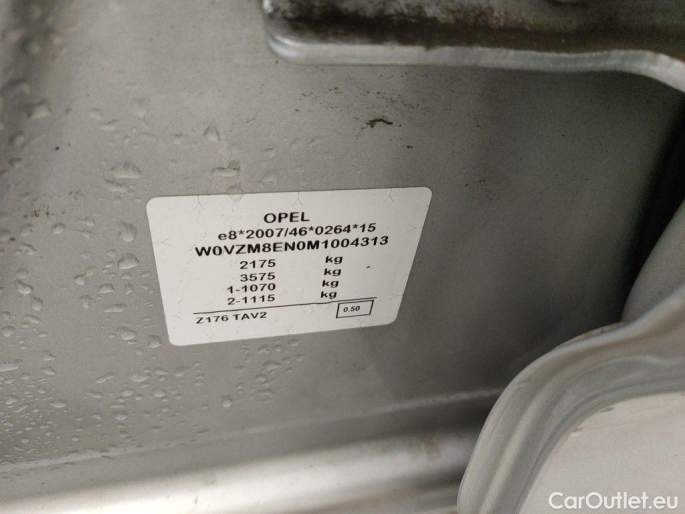 OPEL
e8*2007/46*0264*15
W0VZM8EN0M1004313
2175 kg
3575 kg
1-1070 kg
2-1115 kg
Z176 TAV2 0.50
CarOutlet.eu